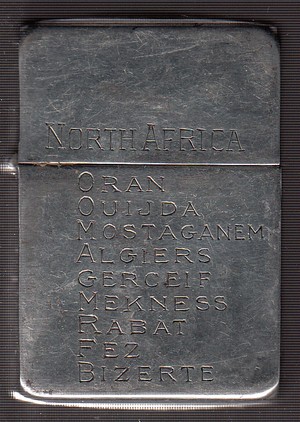 NORTH AFRICA
ORAN
OUIJDA
MOSTAGANEM
ALGIERS
GERCEIF
MEKNESS
RABAT
FEZ
BIZERTE